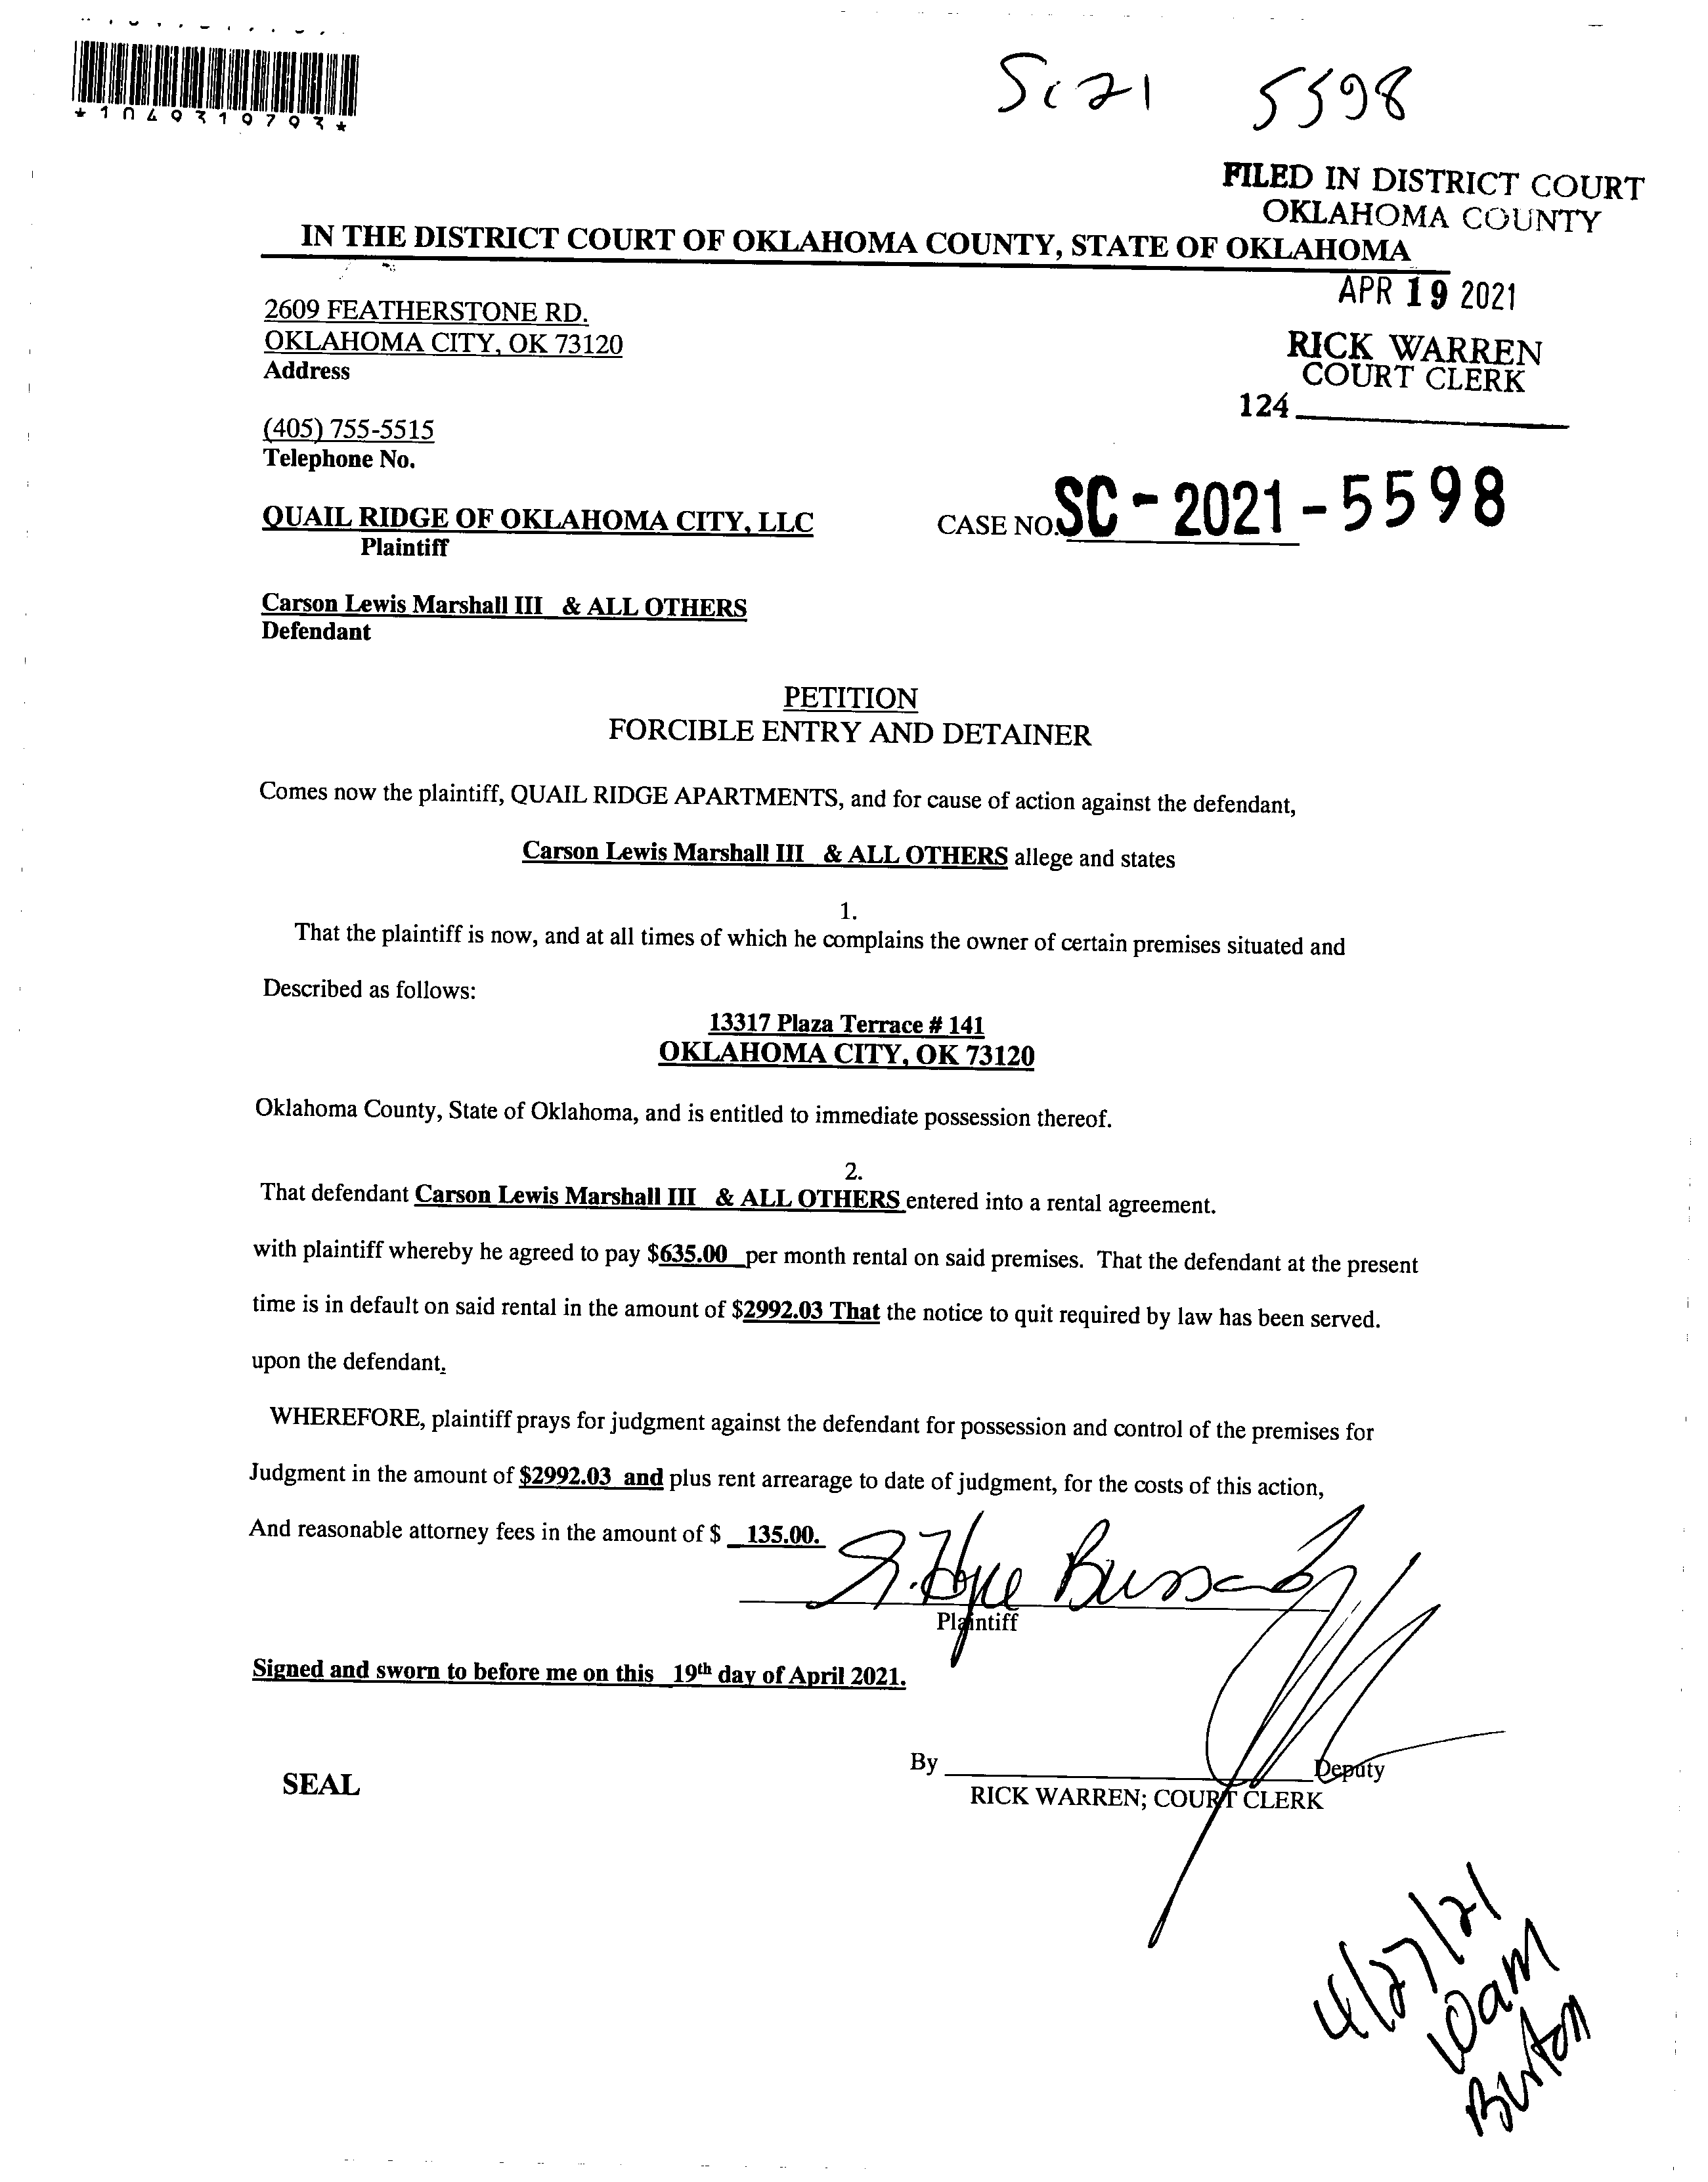 *1049319793*
SC 21 5598
FILED IN DISTRICT COURT
OKLAHOMA COUNTY
IN THE DISTRICT COURT OF OKLAHOMA COUNTY, STATE OF OKLAHOMA
APR 19 2021
2609 FEATHERSTONE RD.
OKLAHOMA CITY, OK 73120
Address
RICK WARREN
COURT CLERK
124
(405) 755-5515
Telephone No.
QUAIL RIDGE OF OKLAHOMA CITY, LLC
Plaintiff
CASE NO. SC - 2021 - 5598
Carson Lewis Marshall III & ALL OTHERS
Defendant
PETITION
FORCIBLE ENTRY AND DETAINER
Comes now the plaintiff, QUAIL RIDGE APARTMENTS, and for cause of action against the defendant,
Carson Lewis Marshall III & ALL OTHERS allege and states
1.
That the plaintiff is now, and at all times of which he complains the owner of certain premises situated and
Described as follows:
13317 Plaza Terrace # 141
OKLAHOMA CITY, OK 73120
Oklahoma County, State of Oklahoma, and is entitled to immediate possession thereof.
2.
That defendant Carson Lewis Marshall III & ALL OTHERS entered into a rental agreement.
with plaintiff whereby he agreed to pay $635.00 per month rental on said premises. That the defendant at the present
time is in default on said rental in the amount of $2992.03 That the notice to quit required by law has been served.
upon the defendant.
WHEREFORE, plaintiff prays for judgment against the defendant for possession and control of the premises for
Judgment in the amount of $2992.03 and plus rent arrearage to date of judgment, for the costs of this action,
And reasonable attorney fees in the amount of $ 135.00.
Plaintiff
Signed and sworn to before me on this 19th day of April 2021.
By Deputy
SEAL
RICK WARREN; COURT CLERK
4/27/21
10am
Burton